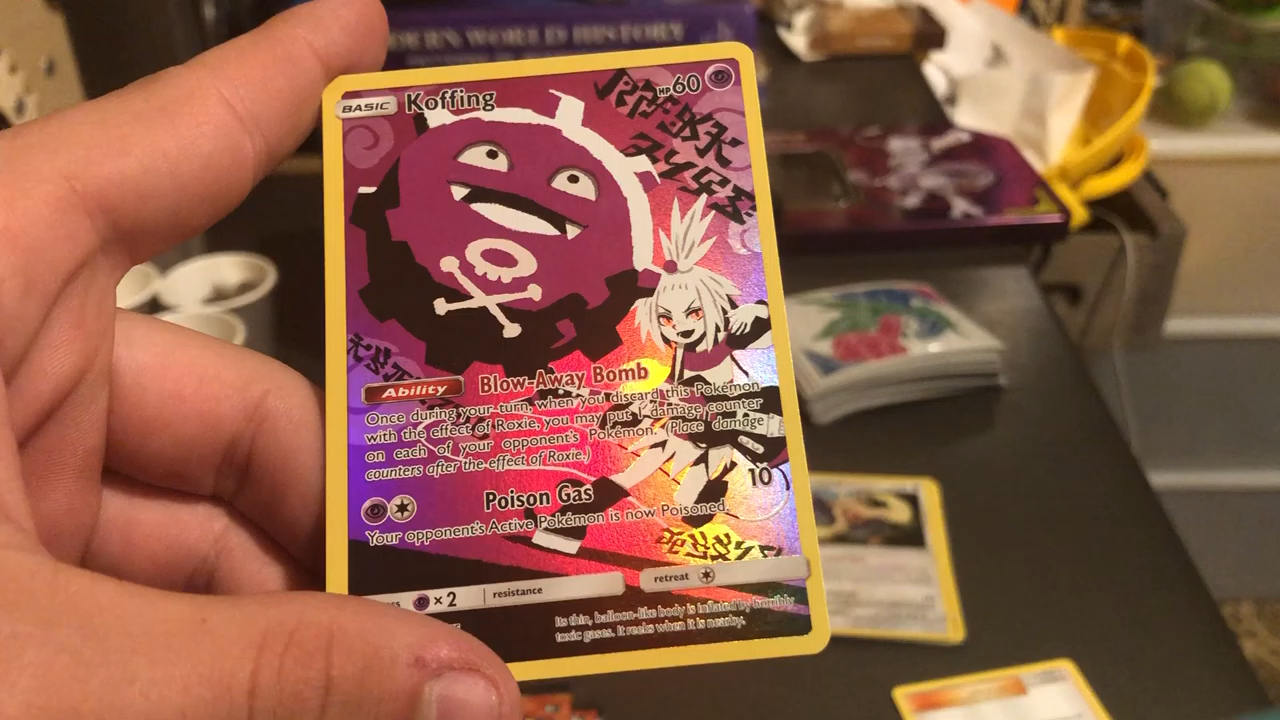 DERN WORLD HISTORY
BASIC Koffing HP60
Ability Blow-Away Bomb
Once during your turn, when you discard this Pokémon
with the effect of Roxie, you may put 1 damage counter
on each of your opponent's Pokémon. (Place damage
counters after the effect of Roxie.)
Poison Gas 10
Your opponent's Active Pokémon is now Poisoned.
×2 resistance retreat
Its thin, balloon-like body is inflated by horribly
toxic gases. It reeks when it is nearby.